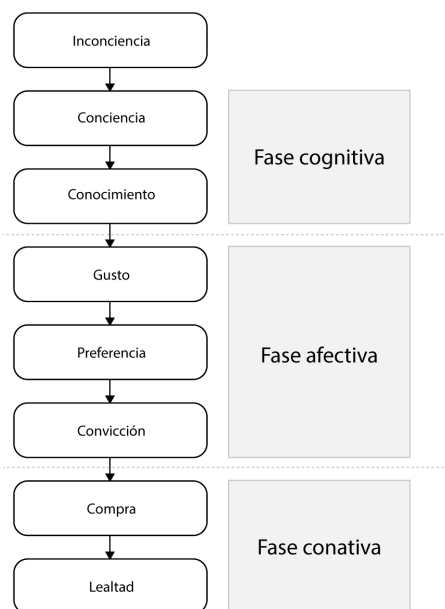 Inconciencia
Conciencia
Conocimiento
Fase cognitiva
Gusto
Preferencia
Convicción
Fase afectiva
Compra
Lealtad
Fase conativa